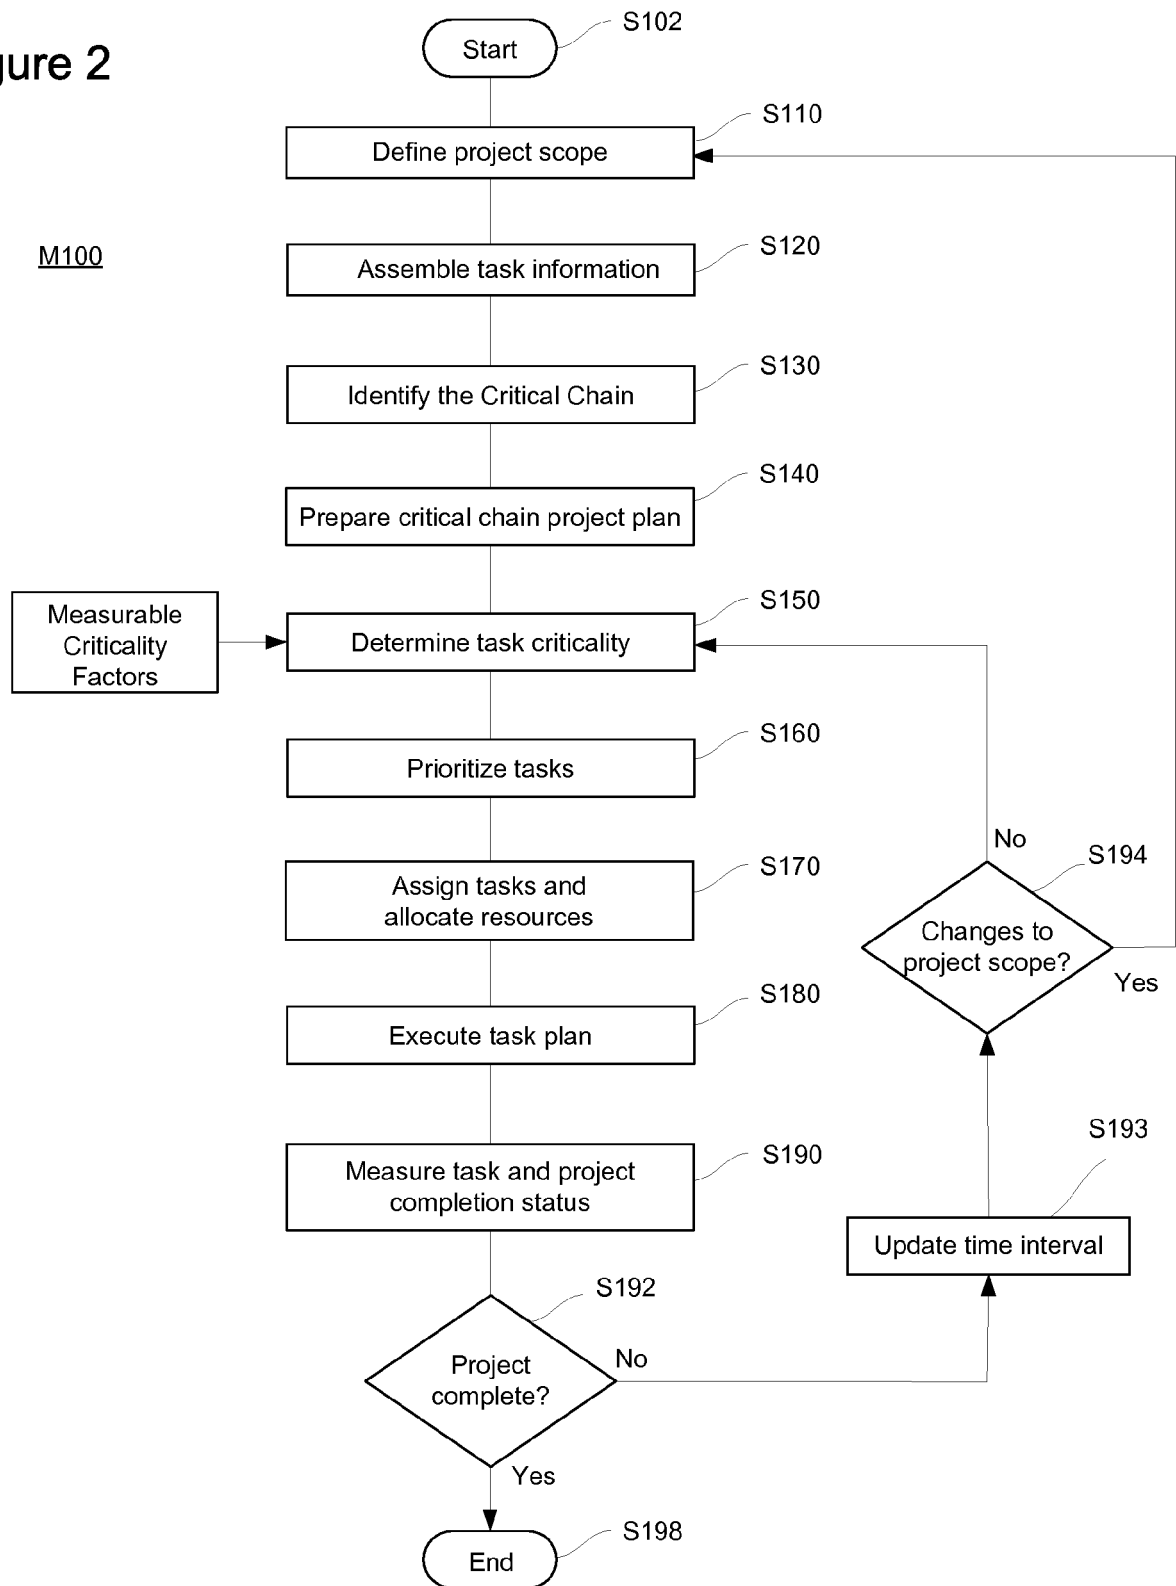 gure 2
Start
S102
Define project scope
S110
M100
Assemble task information
S120
Identify the Critical Chain
S130
Prepare critical chain project plan
S140
Measurable
Criticality
Factors
Determine task criticality
S150
Prioritize tasks
S160
Assign tasks and
allocate resources
S170
No
S194
Changes to
project scope?
Yes
Execute task plan
S180
Measure task and project
completion status
S190
S193
Update time interval
S192
Project
complete?
No
Yes
End
S198